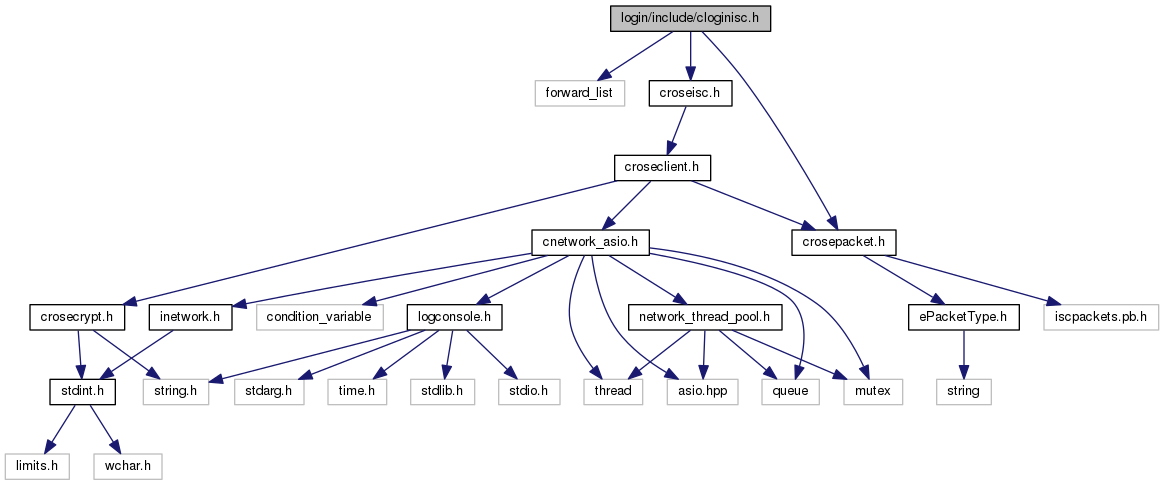 login/include/cloginisc.h
forward_list
croseisc.h
croseclient.h
cnetwork_asio.h
crosepacket.h
crosecrypt.h
inetwork.h
condition_variable
logconsole.h
network_thread_pool.h
ePacketType.h
iscpackets.pb.h
stdint.h
string.h
stdarg.h
time.h
stdlib.h
stdio.h
thread
asio.hpp
queue
mutex
string
limits.h
wchar.h